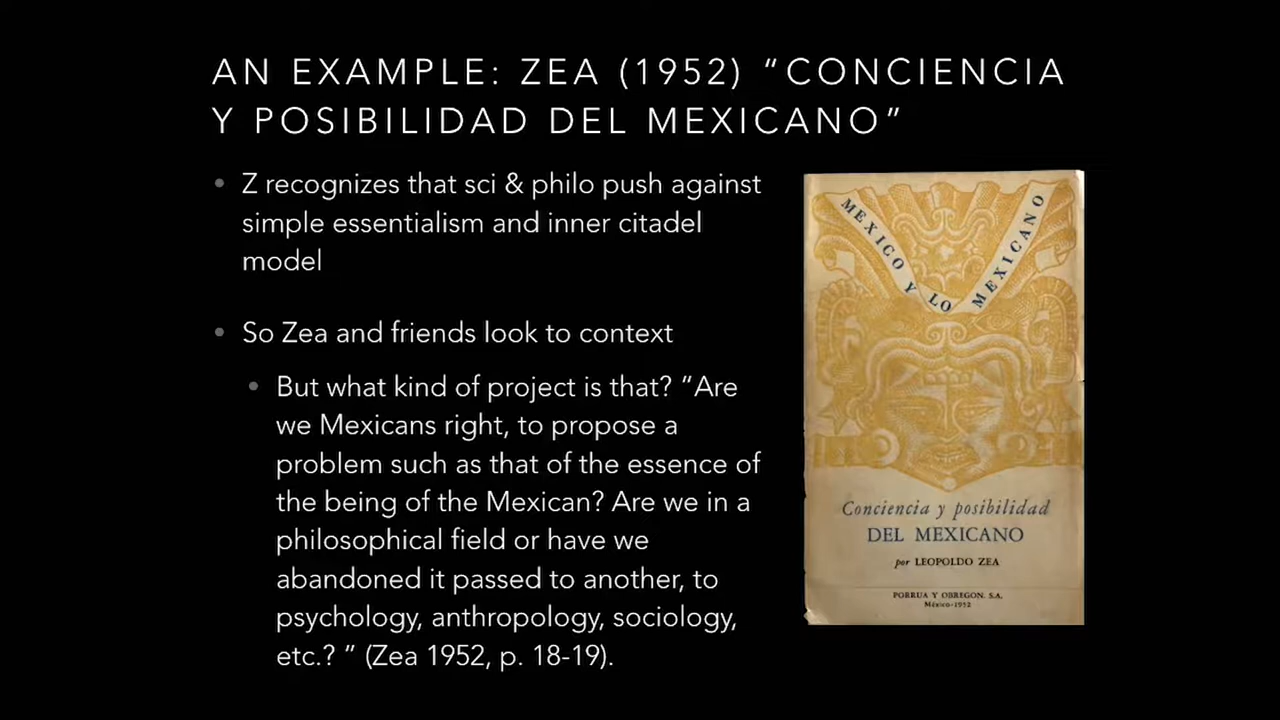 AN EXAMPLE: ZEA (1952) “CONCIENCIA
Y POSIBILIDAD DEL MEXICANO”
• Z recognizes that sci & philo push against
simple essentialism and inner citadel
model
• So Zea and friends look to context
• But what kind of project is that? “Are
we Mexicans right, to propose a
problem such as that of the essence of
the being of the Mexican? Are we in a
philosophical field or have we
abandoned it passed to another, to
psychology, anthropology, sociology,
etc.? ” (Zea 1952, p. 18-19).
MEXICO Y LO MEXICANO
Conciencia y posibilidad
DEL MEXICANO
por LEOPOLDO ZEA
PORRUA Y OBREGON. S.A.
México-1952